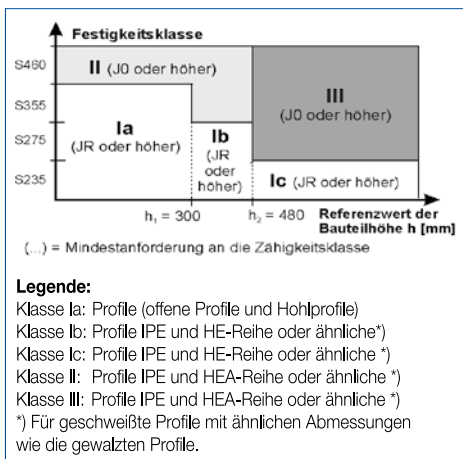 Festigkeitsklasse
S460
II (J0 oder höher)
S355
III
(J0 oder höher)
Ia
(JR oder höher)
Ib
(JR
oder
höher)
S275
S235
Ic (JR oder höher)
h₁ = 300
h₂ = 480
Referenzwert der
Bauteilhöhe h [mm]
(...) = Mindestanforderung an die Zähigkeitsklasse
Legende:
Klasse Ia: Profile (offene Profile und Hohlprofile)
Klasse Ib: Profile IPE und HE-Reihe oder ähnliche*)
Klasse Ic: Profile IPE und HE-Reihe oder ähnliche *)
Klasse II: Profile IPE und HEA-Reihe oder ähnliche *)
Klasse III: Profile IPE und HEA-Reihe oder ähnliche *)
*) Für geschweißte Profile mit ähnlichen Abmessungen
wie die gewalzten Profile.